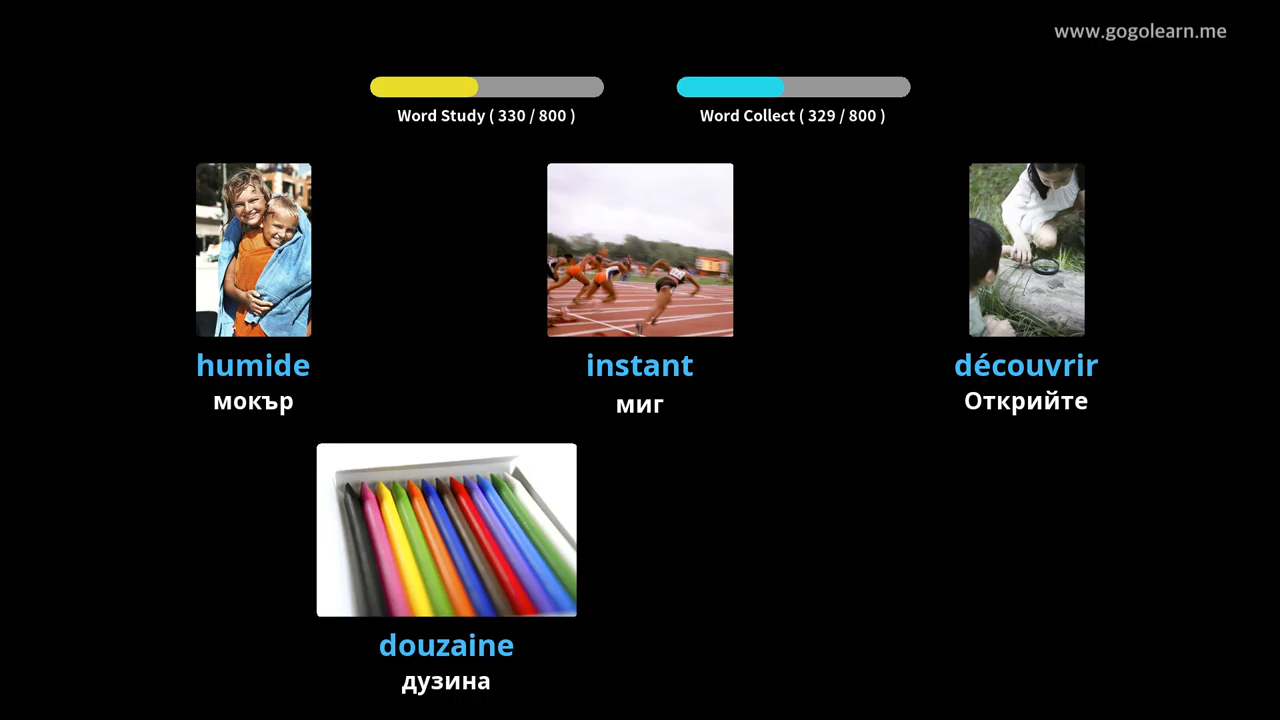 www.gogolearn.me
Word Study ( 330 / 800 )
Word Collect ( 329 / 800 )
humide
мокър
instant
миг
découvrir
Открийте
douzaine
дузина